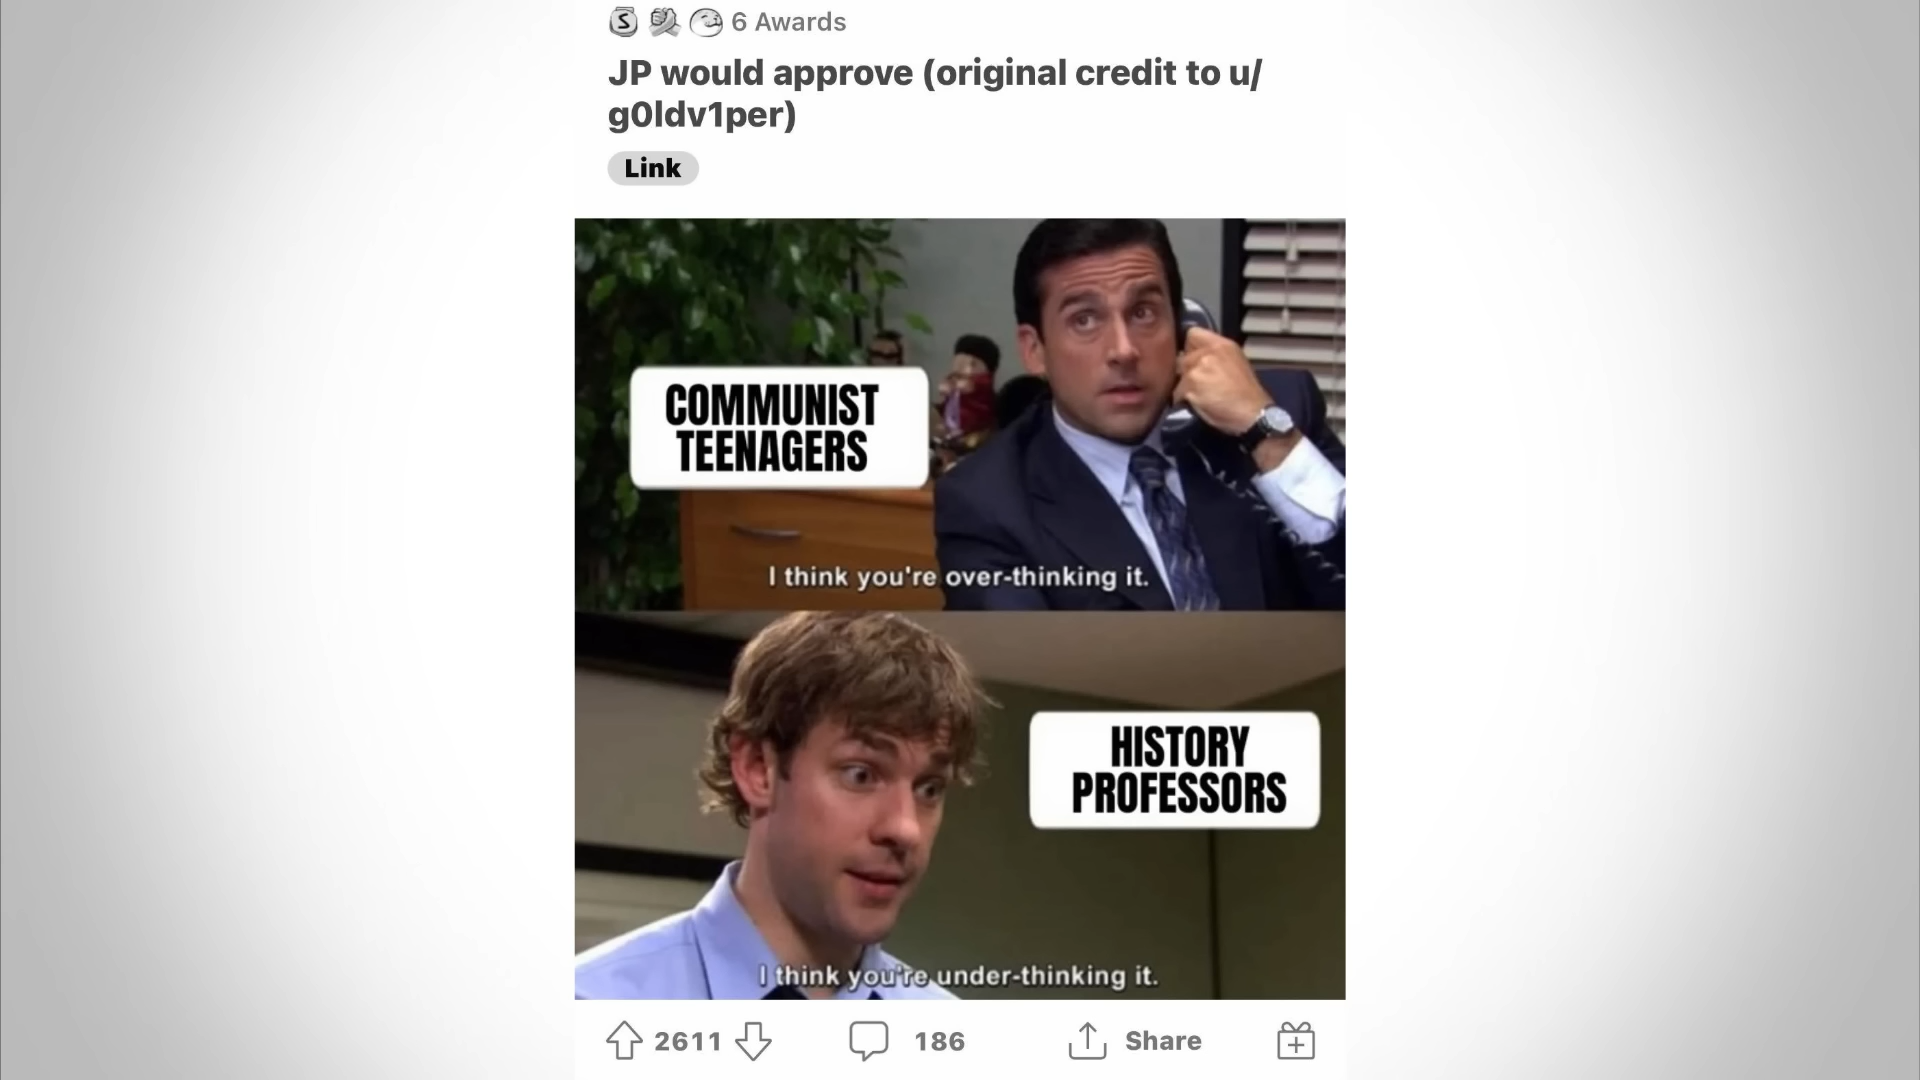 6 Awards
JP would approve (original credit to u/
g0ldv1per)
Link
COMMUNIST
TEENAGERS
I think you're over-thinking it.
HISTORY
PROFESSORS
I think you're under-thinking it.
2611
186
Share